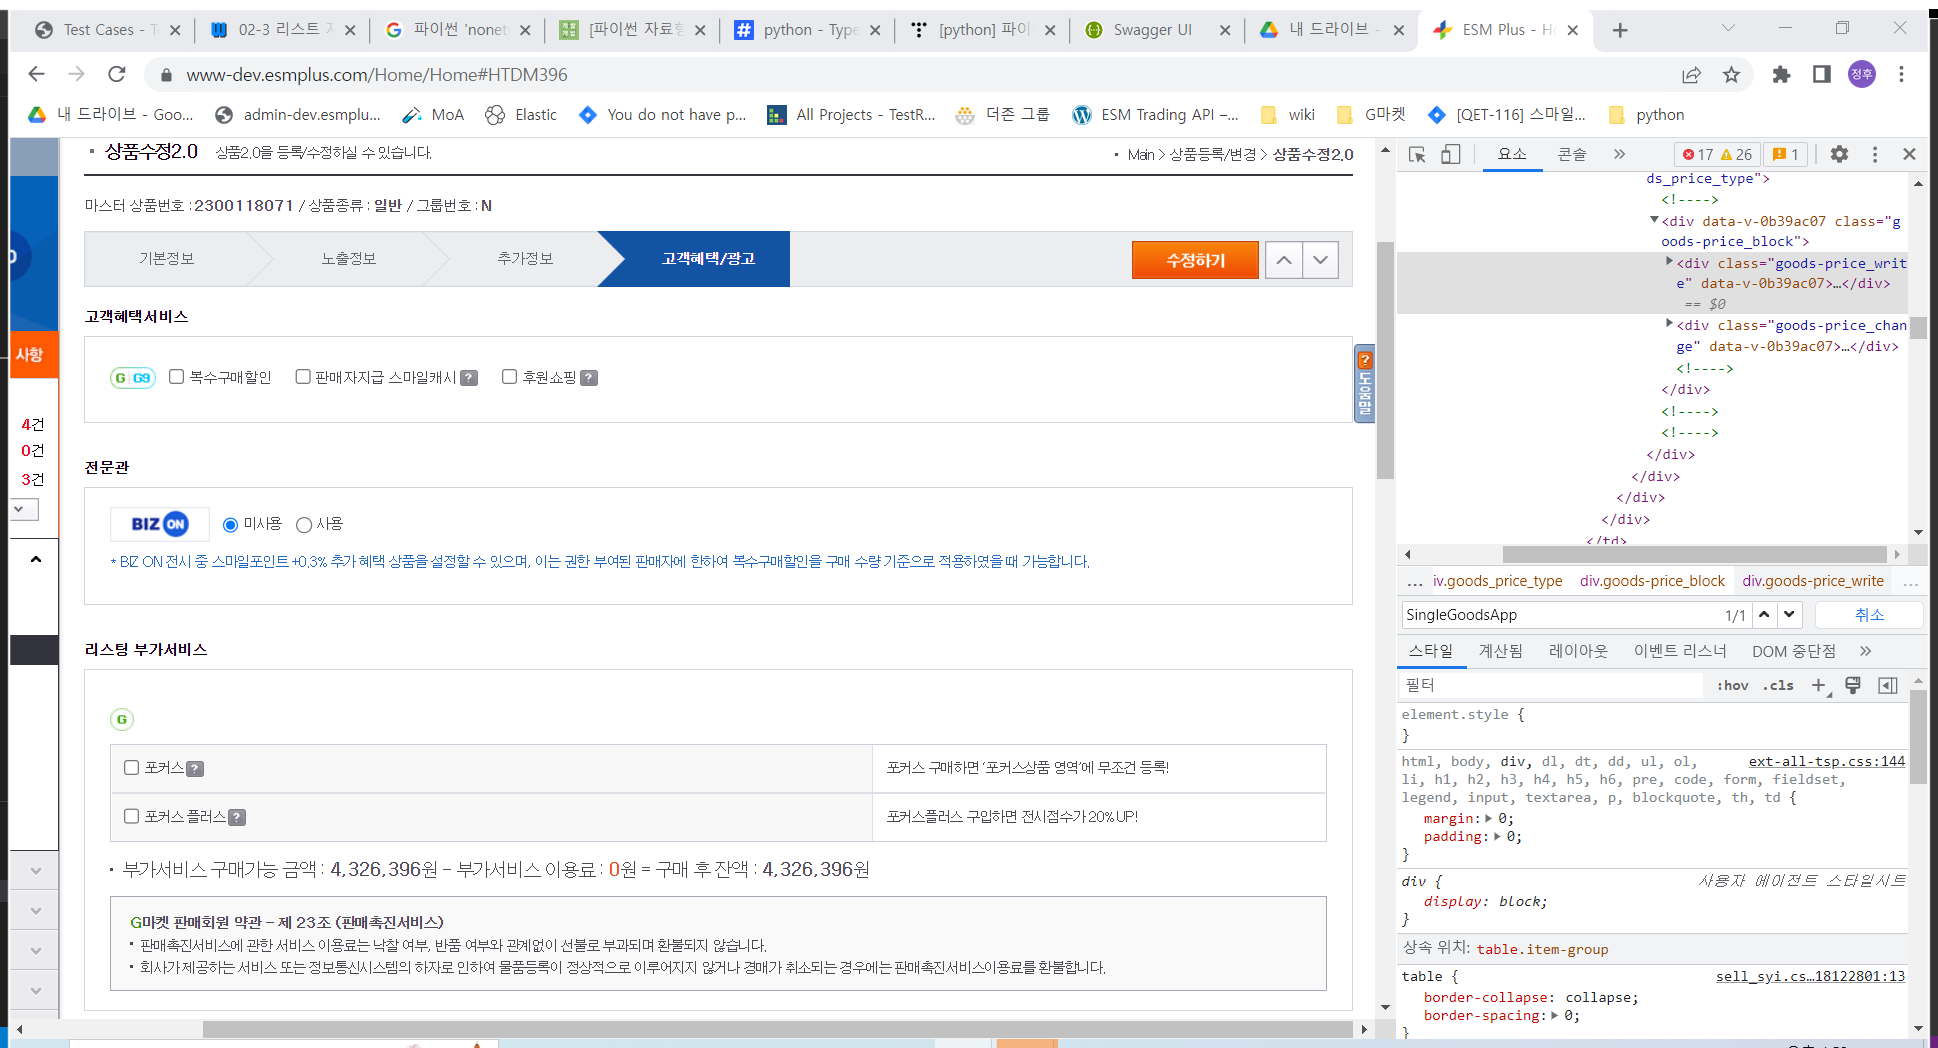 Test Cases - T
02-3 리스트 자
파이썬 'nonet
[파이썬 자료형
python - Type
[python] 파이
Swagger UI
내 드라이브 -
ESM Plus - H
www-dev.esmplus.com/Home/Home#HTDM396
정후
내 드라이브 - Goo...
admin-dev.esmplu...
MoA
Elastic
You do not have p...
All Projects - TestR...
더존 그룹
ESM Trading API –...
wiki
G마켓
[QET-116] 스마일...
python
상품수정2.0 상품2.0을 등록/수정하실 수 있습니다.
Main > 상품등록/변경 > 상품수정2.0
마스터 상품번호 : 2300118071 / 상품종류 : 일반 / 그룹번호 : N
기본정보
노출정보
추가정보
고객혜택/광고
수정하기
고객혜택서비스
G G9 복수구매할인 판매자지급 스마일캐시 ? 후원쇼핑 ?
? 도움말
사항
4건
0건
3건
전문관
BIZ ON 미사용 사용
* BIZ ON 전시 중 스마일포인트 +0.3% 추가 혜택 상품을 설정할 수 있으며, 이는 권한 부여된 판매자에 한하여 복수구매할인을 구매 수량 기준으로 적용하였을 때 가능합니다.
리스팅 부가서비스
G
포커스 ? 포커스 구매하면 '포커스상품 영역'에 무조건 등록!
포커스 플러스 ? 포커스플러스 구입하면 전시점수가 20% UP!
· 부가서비스 구매가능 금액 : 4,326,396원 - 부가서비스 이용료 : 0원 = 구매 후 잔액 : 4,326,396원
G마켓 판매회원 약관 - 제 23조 (판매촉진서비스)
· 판매촉진서비스에 관한 서비스 이용료는 낙찰 여부, 반품 여부와 관계없이 선불로 부과되며 환불되지 않습니다.
· 회사가 제공하는 서비스 또는 정보통신시스템의 하자로 인하여 물품등록이 정상적으로 이루어지지 않거나 경매가 취소되는 경우에는 판매촉진서비스이용료를 환불합니다.
요소 콘솔 » 17 26 1
ds_price_type">
<!---->
<div data-v-0b39ac07 class="g
oods-price_block">
<div class="goods-price_writ
e" data-v-0b39ac07>…</div>
== $0
<div class="goods-price_chan
ge" data-v-0b39ac07>…</div>
<!---->
</div>
<!---->
<!---->
</div>
</div>
</div>
</div>
</td>
... iv.goods_price_type div.goods-price_block div.goods-price_write ...
SingleGoodsApp 1/1 취소
스타일 계산됨 레이아웃 이벤트 리스너 DOM 중단점 »
필터 :hov .cls +
element.style {
}
html, body, div, dl, dt, dd, ul, ol, ext-all-tsp.css:144
li, h1, h2, h3, h4, h5, h6, pre, code, form, fieldset,
legend, input, textarea, p, blockquote, th, td {
margin: 0;
padding: 0;
}
div { 사용자 에이전트 스타일시트
display: block;
}
상속 위치: table.item-group
table { sell_syi.cs…18122801:13
border-collapse: collapse;
border-spacing: 0;
}